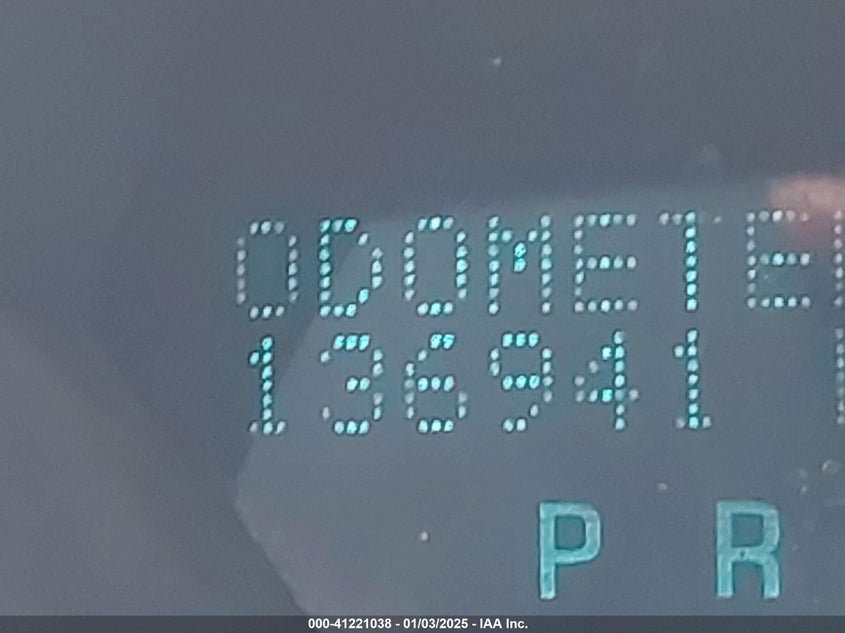 ODOMETE
136941
P R
000-41221038 - 01/03/2025 - IAA Inc.